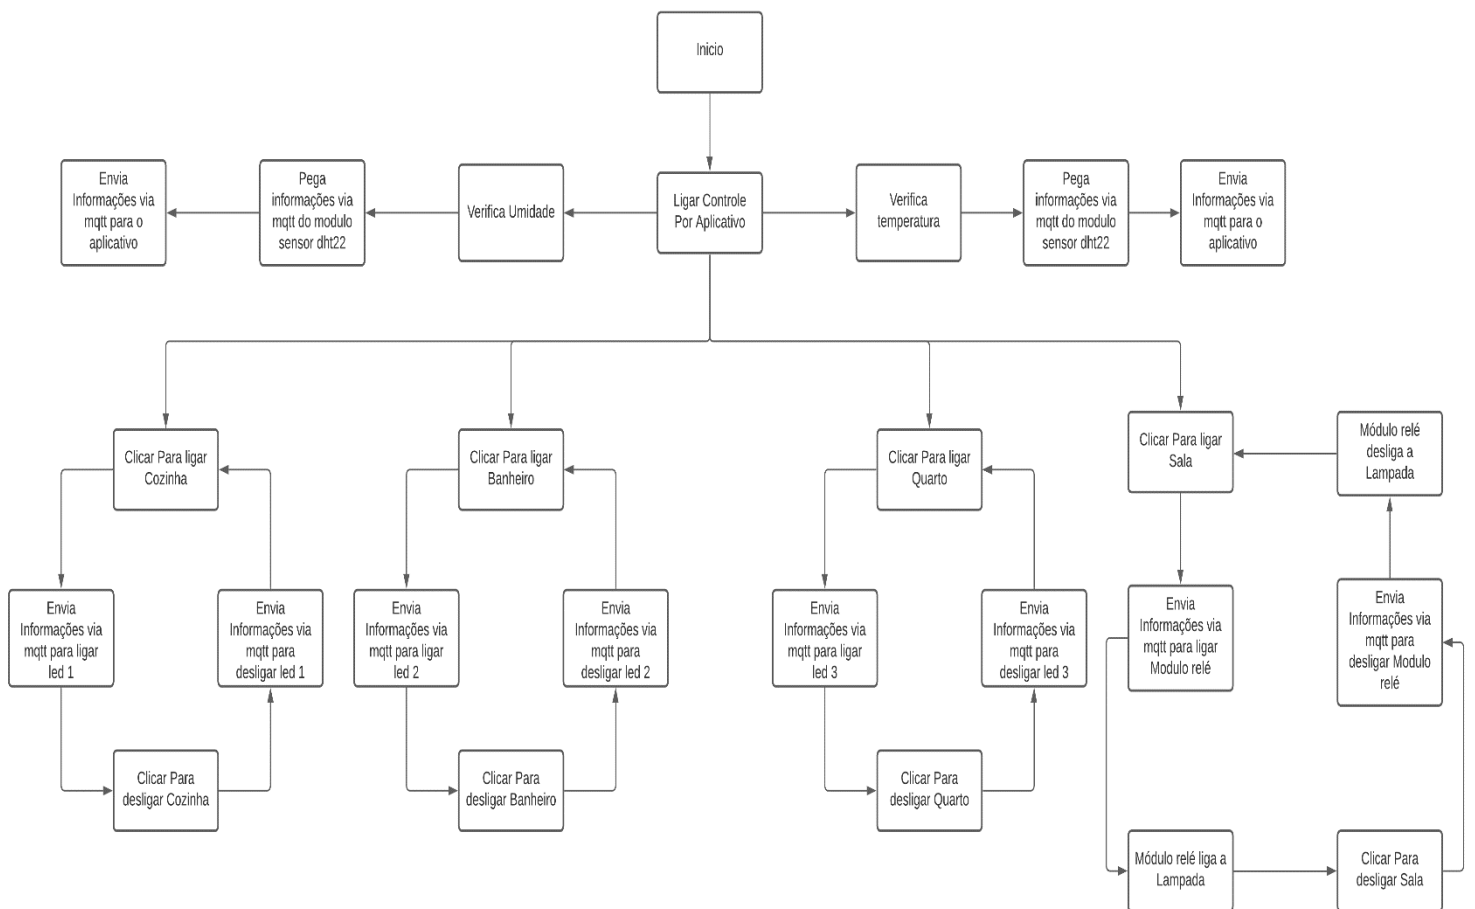 Inicio
Envia
Informações via
mqtt para o
aplicativo
Pega
informações via
mqtt do modulo
sensor dht22
Verifica Umidade
Ligar Controle
Por Aplicativo
Verifica
temperatura
Pega
informações via
mqtt do modulo
sensor dht22
Envia
Informações via
mqtt para o
aplicativo
Clicar Para ligar
Cozinha
Clicar Para ligar
Banheiro
Clicar Para ligar
Quarto
Clicar Para ligar
Sala
Módulo relé
desliga a
Lampada
Envia
Informações via
mqtt para ligar
led 1
Envia
Informações via
mqtt para
desligar led 1
Envia
Informações via
mqtt para ligar
led 2
Envia
Informações via
mqtt para
desligar led 2
Envia
Informações via
mqtt para ligar
led 3
Envia
Informações via
mqtt para
desligar led 3
Envia
Informações via
mqtt para ligar
Modulo relé
Envia
Informações via
mqtt para
desligar Modulo
relé
Clicar Para
desligar Cozinha
Clicar Para
desligar Banheiro
Clicar Para
desligar Quarto
Módulo relé liga a
Lampada
Clicar Para
desligar Sala